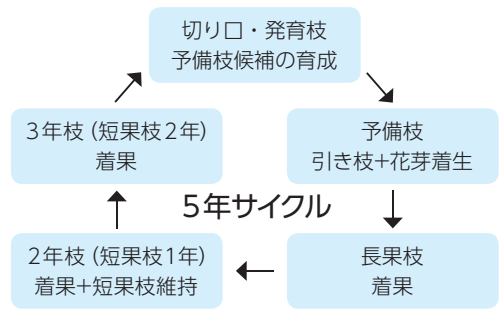 切り口・発育枝
予備枝候補の育成
予備枝
引き枝+花芽着生
長果枝
着果
2年枝(短果枝1年)
着果+短果枝維持
3年枝(短果枝2年)
着果
5年サイクル